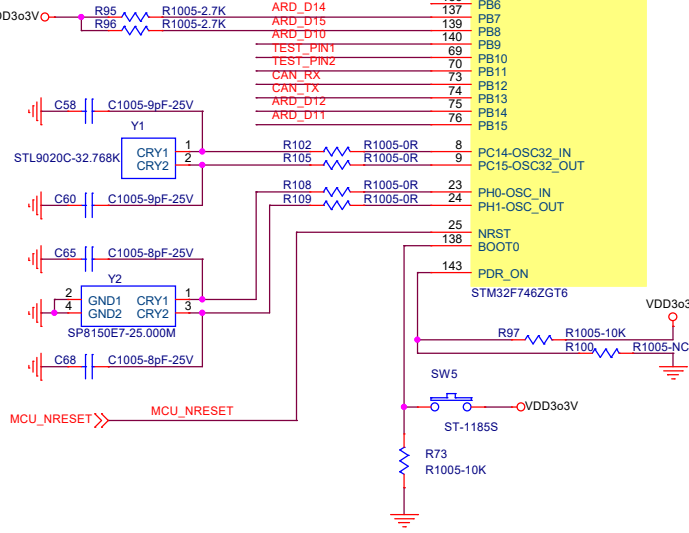 ARD_D14
PB6
DD3o3V R95 R1005-2.7K 137 PB7
R96 R1005-2.7K ARD_D15 139 PB8
ARD_D10 140 PB9
TEST_PIN1 69 PB10
TEST_PIN2 70 PB11
CAN_RX 73 PB12
CAN_TX 74 PB13
ARD_D12 75 PB14
ARD_D11 76 PB15
C58 C1005-9pF-25V
Y1
STL9020C-32.768K CRY1 1 R102 R1005-0R 8 PC14-OSC32_IN
CRY2 2 R105 R1005-0R 9 PC15-OSC32_OUT
C60 C1005-9pF-25V
R108 R1005-0R 23 PH0-OSC_IN
R109 R1005-0R 24 PH1-OSC_OUT
25 NRST
138 BOOT0
C65 C1005-8pF-25V
143 PDR_ON
Y2
2 GND1 CRY1 1
4 GND2 CRY2 3
STM32F746ZGT6
SP8150E7-25.000M
VDD3o3
R97 R1005-10K
R100 R1005-NC
C68 C1005-8pF-25V
SW5
MCU_NRESET MCU_NRESET
VDD3o3V
ST-1185S
R73
R1005-10K